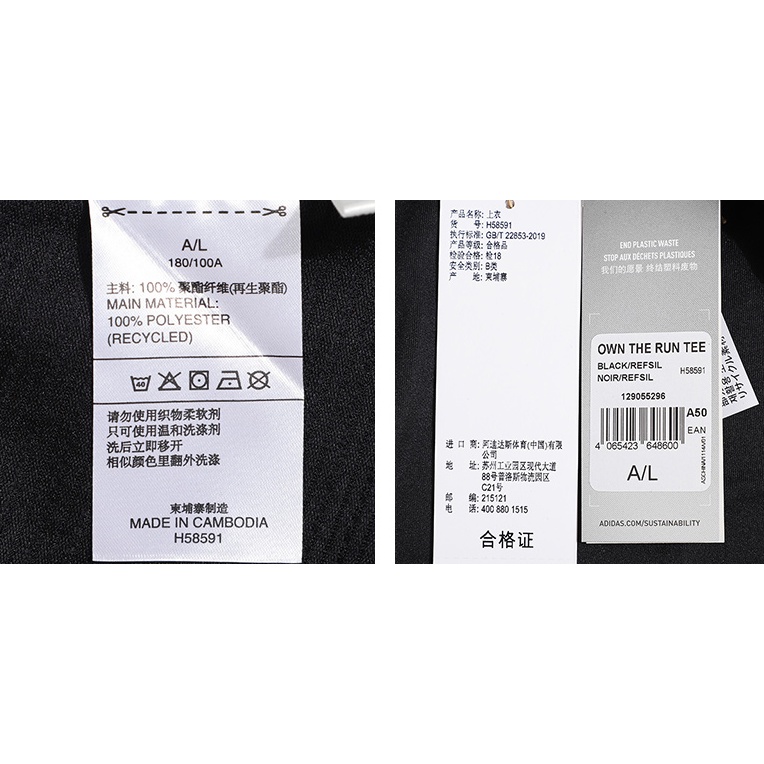 A/L
180/100A
主料: 100% 聚酯纤维(再生聚酯)
MAIN MATERIAL:
100% POLYESTER
(RECYCLED)
40
请勿使用织物柔软剂
只可使用温和洗涤剂
洗后立即移开
相似颜色里翻外洗涤
柬埔寨制造
MADE IN CAMBODIA
H58591
产品名称: 上衣
货 号: H58591
执行标准: GB/T 22853-2019
产品等级: 合格品
检验合格: 检18
安全类别: B类
产 地: 柬埔寨
进 口 商: 阿迪达斯体育(中国)有限
公司
地 址: 苏州工业园区现代大道
88号普洛斯物流园区
C21号
邮 编: 215121
电 话: 400 880 1515
合格证
END PLASTIC WASTE
STOP AUX DÉCHETS PLASTIQUES
我们的愿景 终结塑料废物
OWN THE RUN TEE
BLACK/REFSIL
NOIR/REFSIL
H58591
129055296
A50
EAN
4 065423 648600
A/L
ADIDAS.COM/SUSTAINABILITY